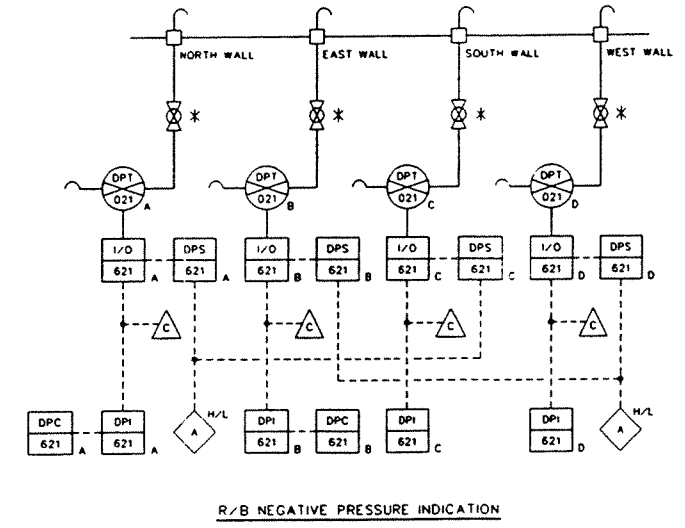 NORTH WALL EAST WALL SOUTH WALL WEST WALL
* * * *
DPT DPT DPT DPT
021 A 021 B 021 C 021 D
I/O DPS I/O DPS I/O DPS I/O DPS
621 A 621 A 621 B 621 B 621 C 621 C 621 D 621 D
C C C C
H/L H/L
DPC DPI A DPI DPC DPI DPI A
621 A 621 A 621 B 621 B 621 C 621 D
R/B NEGATIVE PRESSURE INDICATION